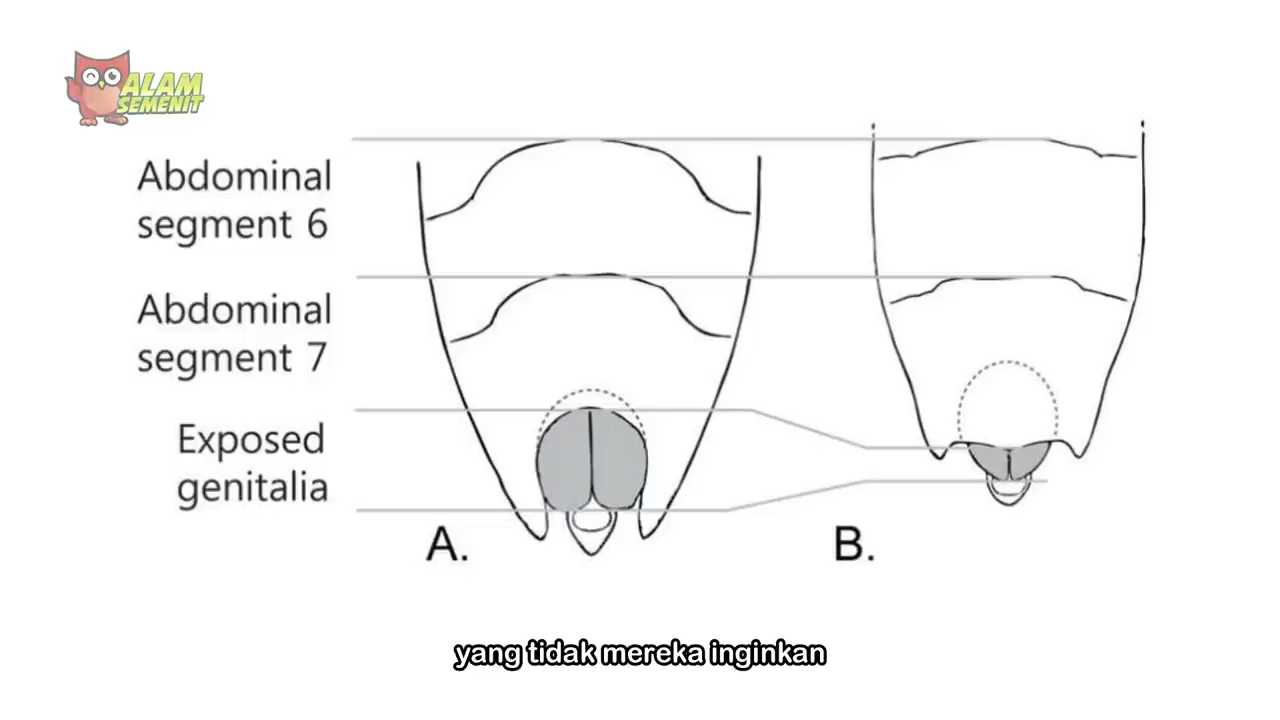 ALAM
SEMENIT
Abdominal
segment 6
Abdominal
segment 7
Exposed
genitalia
A.
B.
yang tidak mereka inginkan